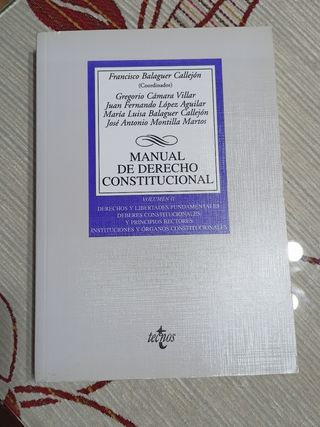 Francisco Balaguer Callejón
(Coordinador)
Gregorio Cámara Villar
Juan Fernando López Aguilar
María Luisa Balaguer Callejón
José Antonio Montilla Martos
MANUAL
DE DERECHO
CONSTITUCIONAL
VOLUMEN II
DERECHOS Y LIBERTADES FUNDAMENTALES
DEBERES CONSTITUCIONALES
Y PRINCIPIOS RECTORES
INSTITUCIONES Y ÓRGANOS CONSTITUCIONALES
tecnos